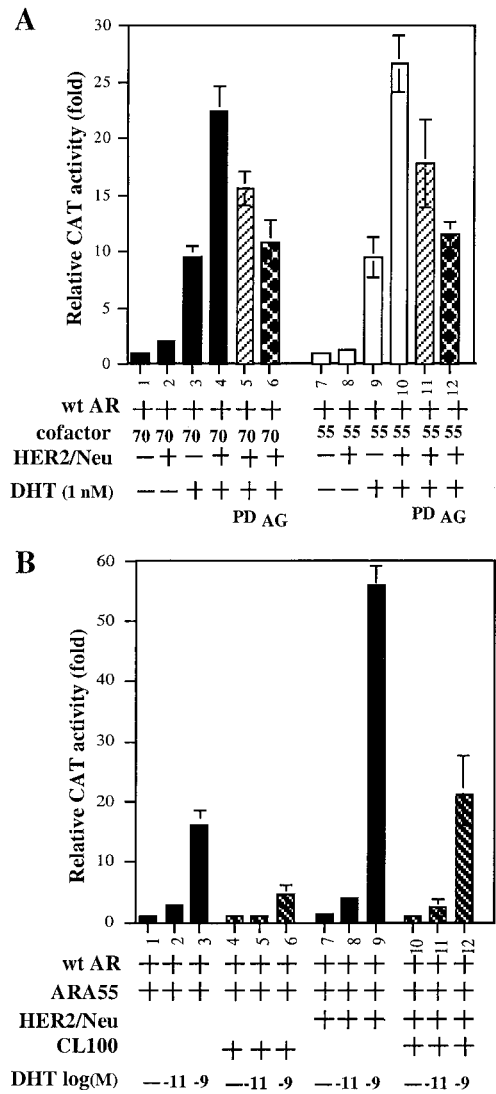 A
Relative CAT activity (fold)
30
25
20
15
10
5
0
1 2 3 4 5 6 7 8 9 10 11 12
wt AR + + + + + + + + + + + +
cofactor 70 70 70 70 70 70 55 55 55 55 55 55
HER2/Neu — + — + + + — + — + + +
DHT (1 nM) — — + + + + — — + + + +
PD AG PD AG
B
Relative CAT activity (fold)
60
50
40
30
20
10
0
1 2 3 4 5 6 7 8 9 10 11 12
wt AR + + + + + + + + + + + +
ARA55 + + + + + + + + + + + +
HER2/Neu + + + + + +
CL100 + + + + + +
DHT log(M) — -11 -9 — -11 -9 — -11 -9 — -11 -9